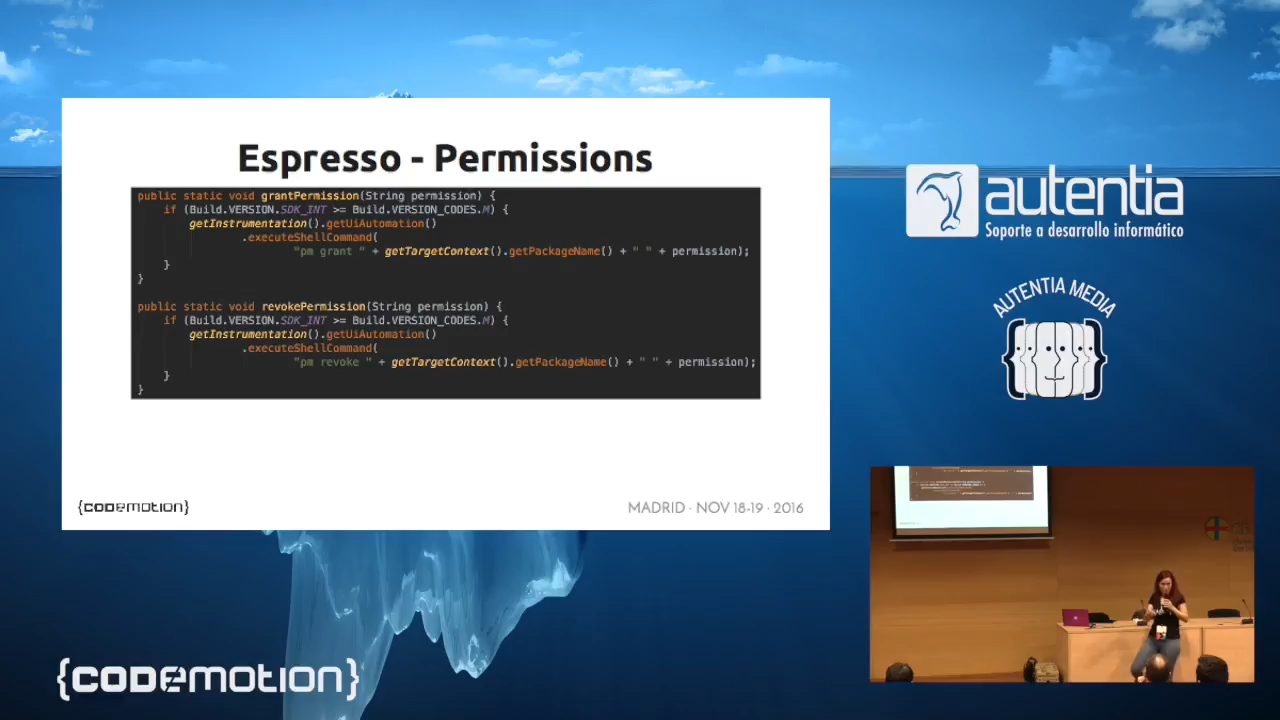 Espresso - Permissions
public static void grantPermission(String permission) {
if (Build.VERSION.SDK_INT >= Build.VERSION_CODES.M) {
getInstrumentation().getUiAutomation()
.executeShellCommand(
"pm grant " + getTargetContext().getPackageName() + " " + permission);
}
}
public static void revokePermission(String permission) {
if (Build.VERSION.SDK_INT >= Build.VERSION_CODES.M) {
getInstrumentation().getUiAutomation()
.executeShellCommand(
"pm revoke " + getTargetContext().getPackageName() + " " + permission);
}
}
{CODEMOTION}
MADRID · NOV 18-19 · 2016
autentia
Soporte a desarrollo informático
AUTENTIA MEDIA
{CODEMOTION}